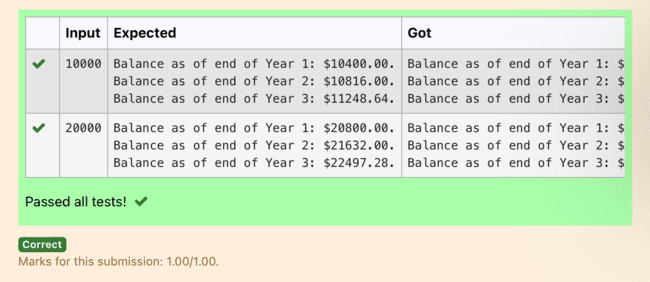 Input Expected Got
10000 Balance as of end of Year 1: $10400.00. Balance as of end of Year 1: $
Balance as of end of Year 2: $10816.00. Balance as of end of Year 2: $
Balance as of end of Year 3: $11248.64. Balance as of end of Year 3: $
20000 Balance as of end of Year 1: $20800.00. Balance as of end of Year 1: $
Balance as of end of Year 2: $21632.00. Balance as of end of Year 2: $
Balance as of end of Year 3: $22497.28. Balance as of end of Year 3: $
Passed all tests!
Correct
Marks for this submission: 1.00/1.00.